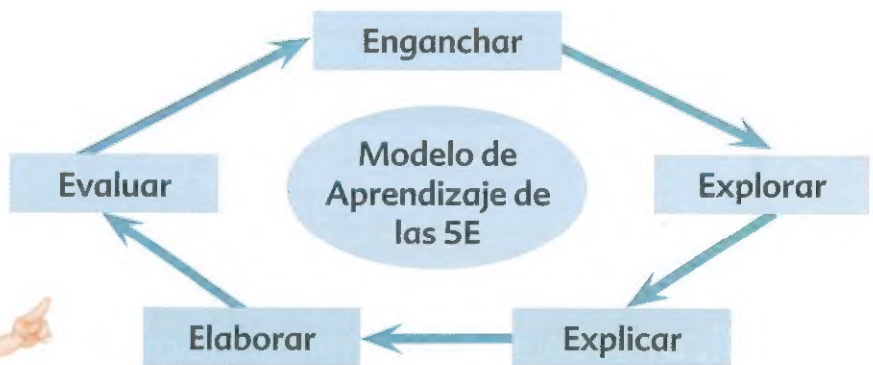 Enganchar
Modelo de
Aprendizaje de
las 5E
Evaluar
Explorar
Elaborar
Explicar